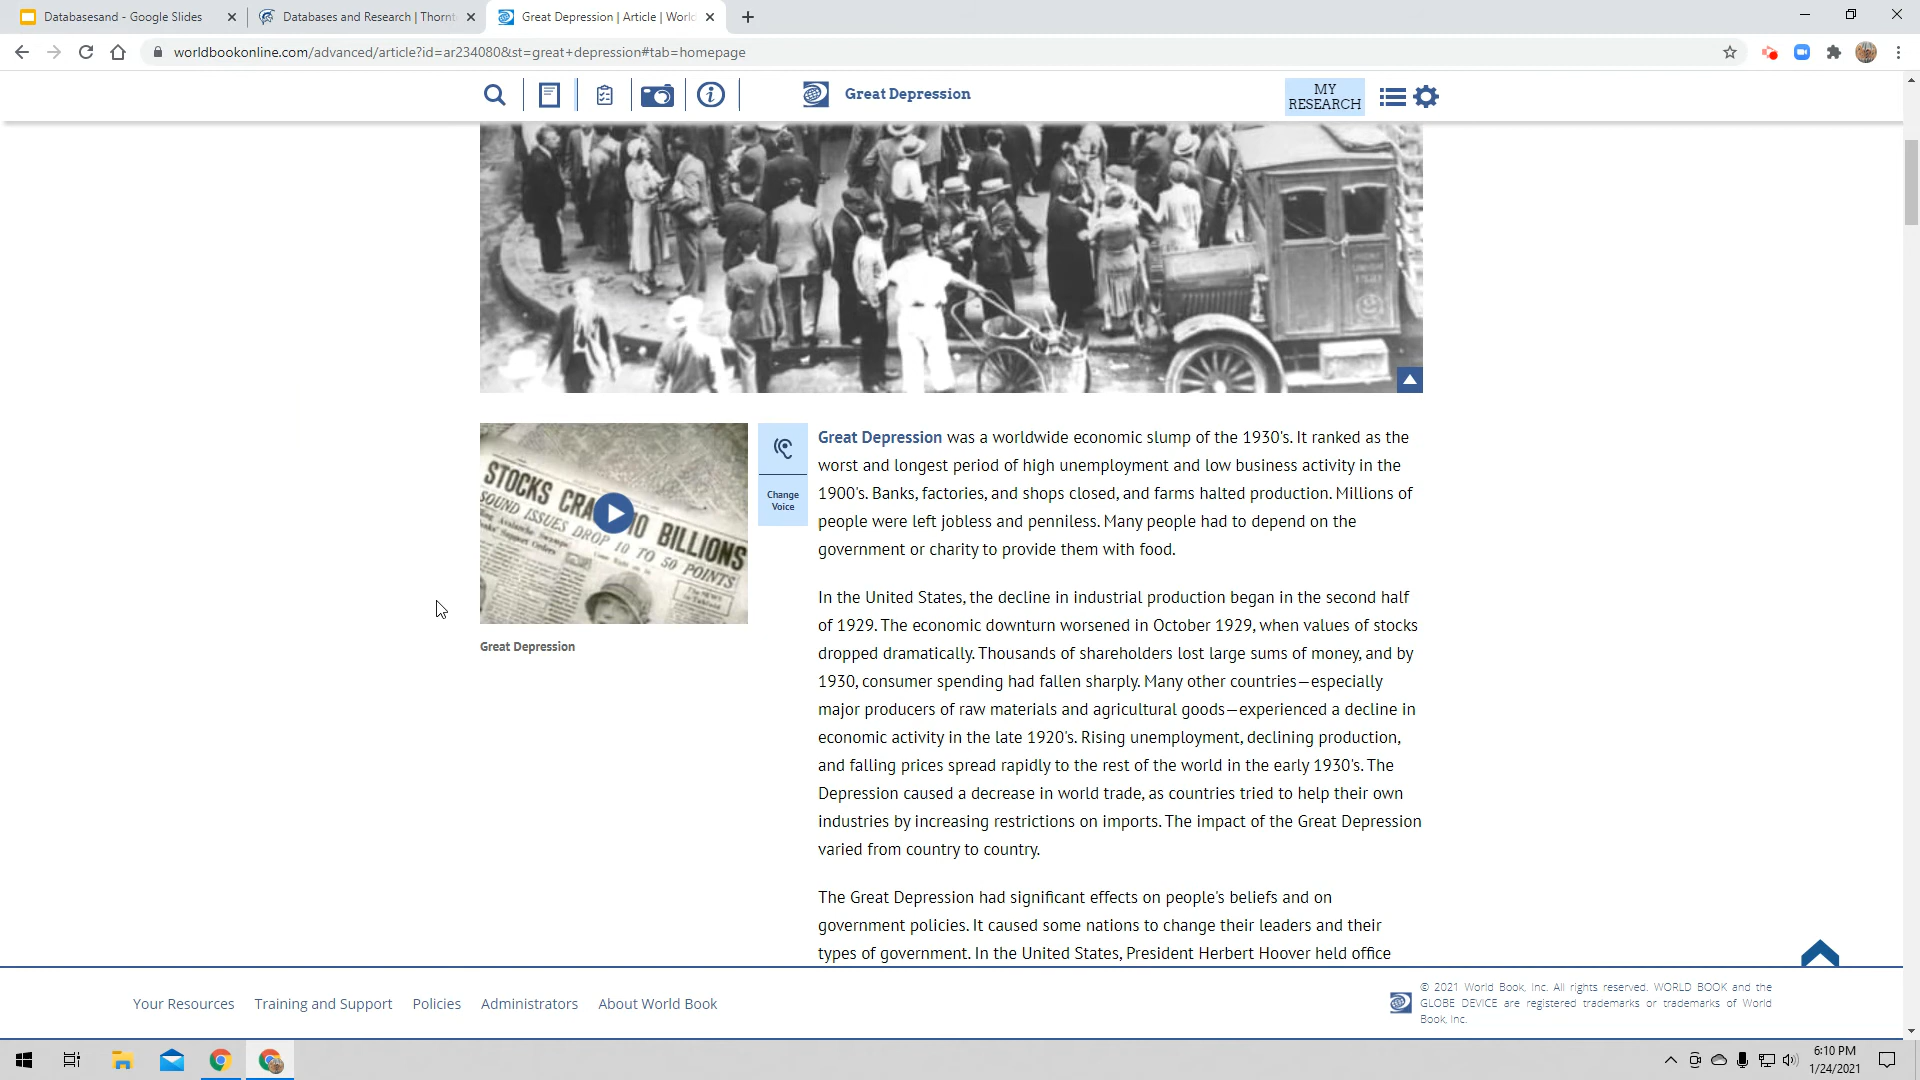 Databasesand - Google Slides
Databases and Research | Thornt
Great Depression | Article | World
worldbookonline.com/advanced/article?id=ar234080&st=great+depression#tab=homepage
Great Depression
MY
RESEARCH
STOCKS CRA 10 BILLIONS
SOUND ISSUES DROP 10 TO 50 POINTS
Change
Voice
Great Depression
Great Depression was a worldwide economic slump of the 1930's. It ranked as the
worst and longest period of high unemployment and low business activity in the
1900's. Banks, factories, and shops closed, and farms halted production. Millions of
people were left jobless and penniless. Many people had to depend on the
government or charity to provide them with food.
In the United States, the decline in industrial production began in the second half
of 1929. The economic downturn worsened in October 1929, when values of stocks
dropped dramatically. Thousands of shareholders lost large sums of money, and by
1930, consumer spending had fallen sharply. Many other countries—especially
major producers of raw materials and agricultural goods—experienced a decline in
economic activity in the late 1920's. Rising unemployment, declining production,
and falling prices spread rapidly to the rest of the world in the early 1930's. The
Depression caused a decrease in world trade, as countries tried to help their own
industries by increasing restrictions on imports. The impact of the Great Depression
varied from country to country.
The Great Depression had significant effects on people's beliefs and on
government policies. It caused some nations to change their leaders and their
types of government. In the United States, President Herbert Hoover held office
Your Resources Training and Support Policies Administrators About World Book
© 2021 World Book, Inc. All rights reserved. WORLD BOOK and the
GLOBE DEVICE are registered trademarks or trademarks of World
Book, Inc.
6:10 PM
1/24/2021